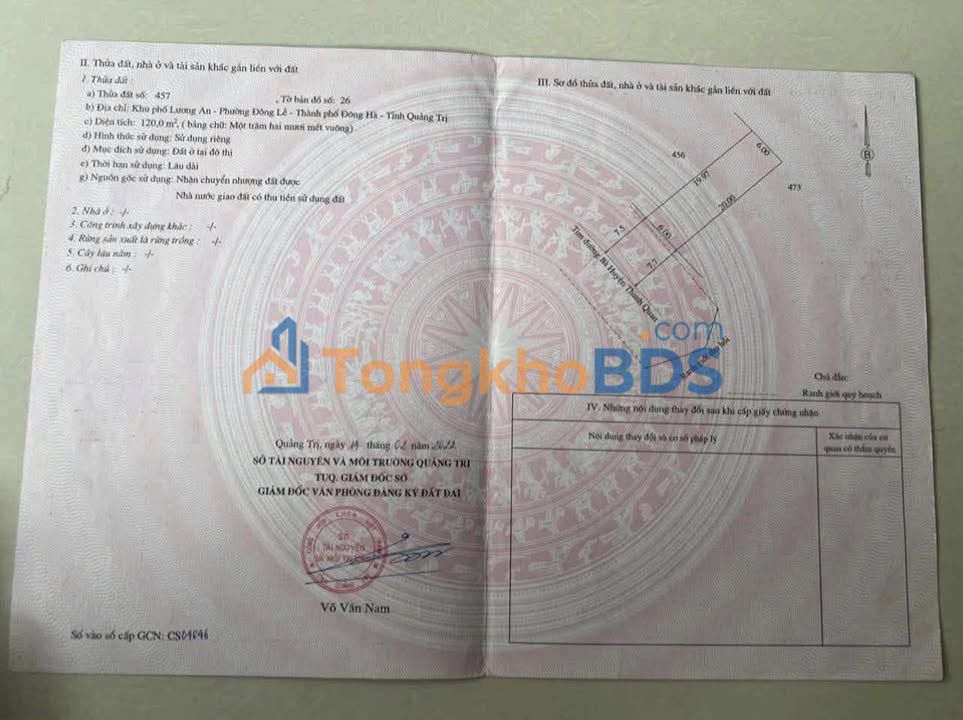 II. Thửa đất, nhà ở và tài sản khác gắn liền với đất
1. Thửa đất :
a) Thửa đất số: 457 , Tờ bản đồ số: 26
b) Địa chỉ: Khu phố Lương An - Phường Đông Lễ - Thành phố Đông Hà - Tỉnh Quảng Trị
c) Diện tích: 120,0 m², ( bằng chữ: Một trăm hai mươi mét vuông)
d) Hình thức sử dụng: Sử dụng riêng
đ) Mục đích sử dụng: Đất ở tại đô thị
e) Thời hạn sử dụng: Lâu dài
g) Nguồn gốc sử dụng: Nhận chuyển nhượng đất được
Nhà nước giao đất có thu tiền sử dụng đất
2. Nhà ở : -/-
3. Công trình xây dựng khác : -/-
4. Rừng sản xuất là rừng trồng : -/-
5. Cây lâu năm : -/-
6. Ghi chú : -/-
Quảng Trị, ngày 14 tháng 02 năm 2022
SỞ TÀI NGUYÊN VÀ MÔI TRƯỜNG QUẢNG TRỊ
TUQ. GIÁM ĐỐC SỞ
GIÁM ĐỐC VĂN PHÒNG ĐĂNG KÝ ĐẤT ĐAI
SỞ
TÀI NGUYÊN
VÀ MÔI TRƯỜNG
Võ Văn Nam
Số vào sổ cấp GCN: CS
III. Sơ đồ thửa đất, nhà ở và tài sản khác gắn liền với đất
B
456
6.00
473
19.97
20.00
7.5
6.00
7.7
Tim đường Bà Huyện Thanh Quan
TongkhoBDS.com
Chú dẫn:
Ranh giới quy hoạch
IV. Những nội dung thay đổi sau khi cấp giấy chứng nhận
Nội dung thay đổi và cơ sở pháp lý
Xác nhận của cơ
quan có thẩm quyền